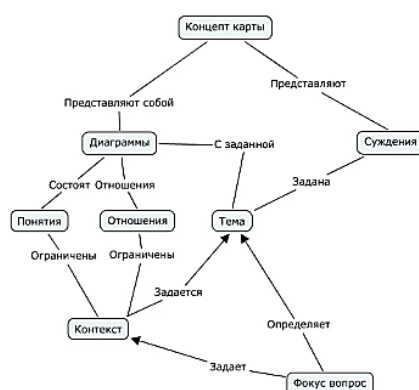 Концепт карты
Представляют
Представляют собой
Диаграммы
С заданной
Суждения
Состоят
Отношения
Задана
Понятия
Отношения
Тема
Ограничены
Ограничены
Задается
Контекст
Определяет
Задает
Фокус вопрос